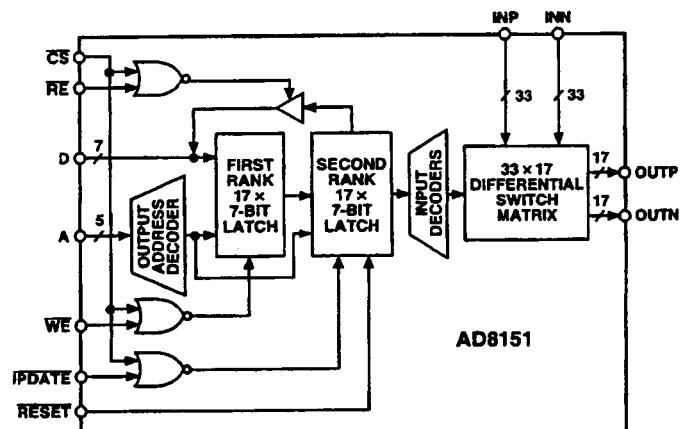 INP INN
CS
RE
33 33
D 7
FIRST
RANK
17 ×
7-BIT
LATCH
SECOND
RANK
17 ×
7-BIT
LATCH
INPUT
DECODERS
33 × 17
DIFFERENTIAL
SWITCH
MATRIX
17 OUTP
17 OUTN
A 5
OUTPUT
ADDRESS
DECODER
WE
AD8151
IPDATE
RESET